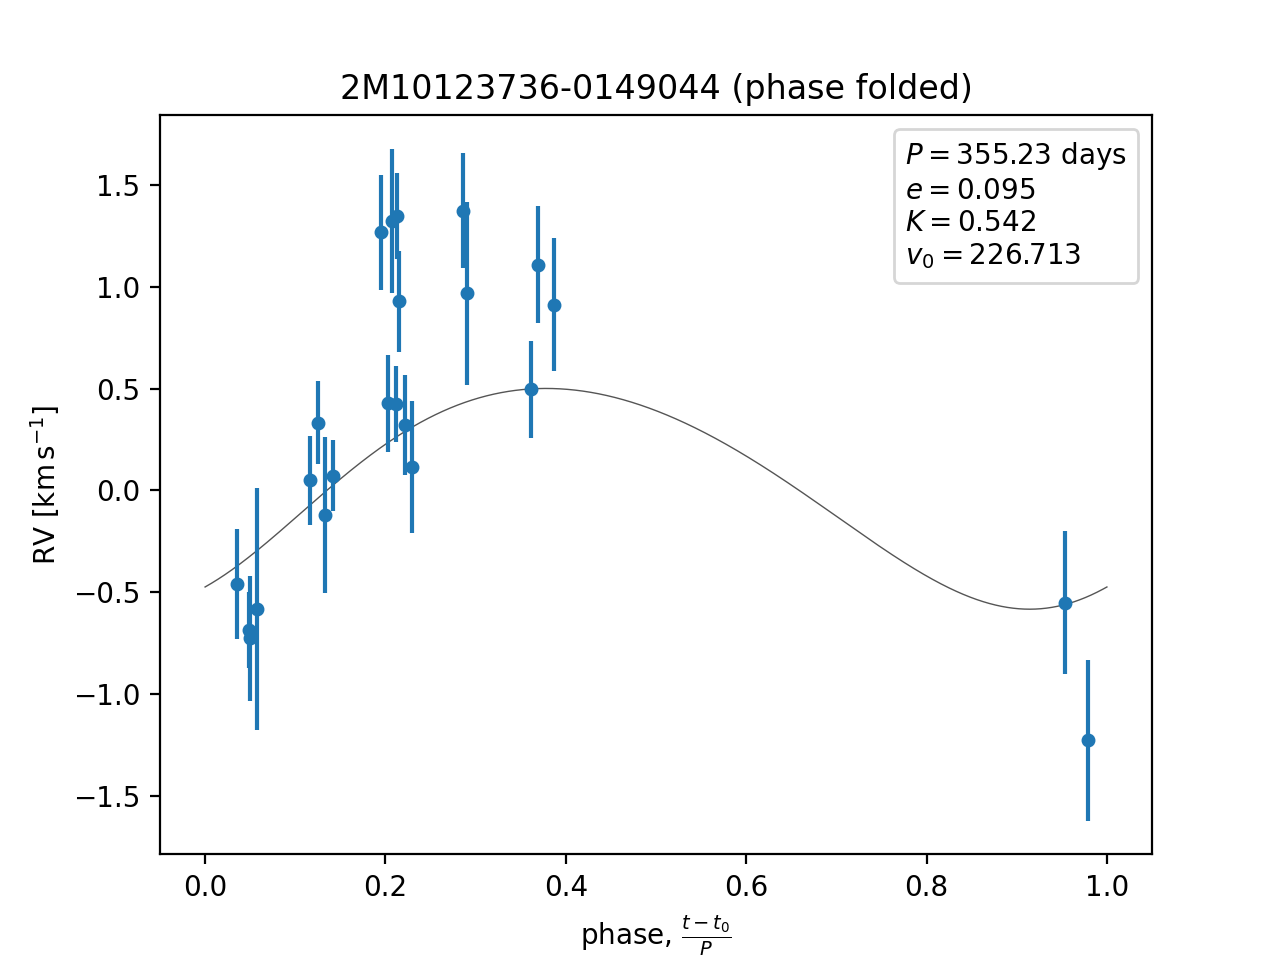 2M10123736-0149044 (phase folded)
P = 355.23 days
e = 0.095
K = 0.542
v₀ = 226.713
1.5
1.0
0.5
0.0
−0.5
−1.0
−1.5
RV [km s⁻¹]
0.0 0.2 0.4 0.6 0.8 1.0
phase, (t − t₀)/P